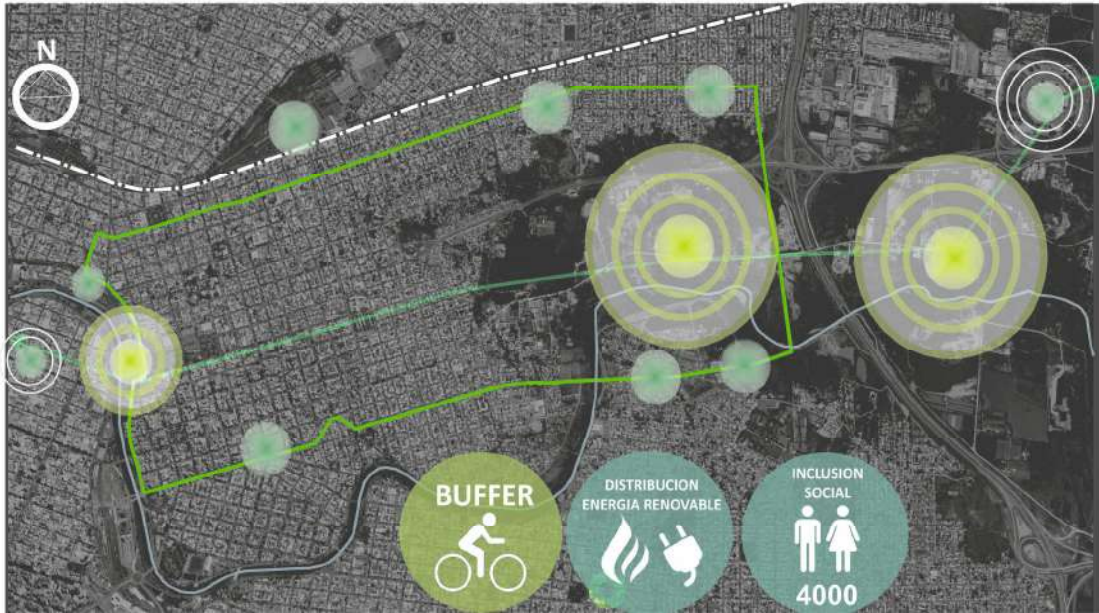 N
BUFFER
DISTRIBUCION
ENERGIA RENOVABLE
INCLUSION
SOCIAL
4000